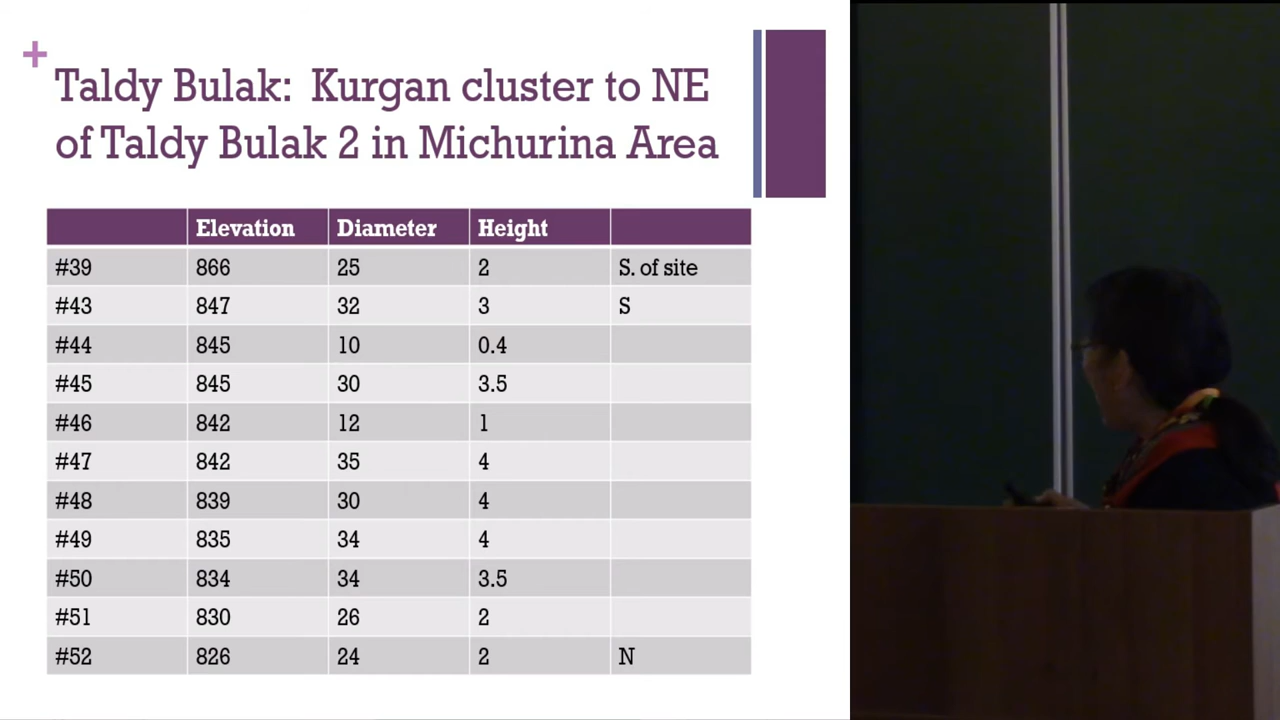 +
Taldy Bulak: Kurgan cluster to NE
of Taldy Bulak 2 in Michurina Area
Elevation Diameter Height
#39 866 25 2 S. of site
#43 847 32 3 S
#44 845 10 0.4
#45 845 30 3.5
#46 842 12 1
#47 842 35 4
#48 839 30 4
#49 835 34 4
#50 834 34 3.5
#51 830 26 2
#52 826 24 2 N